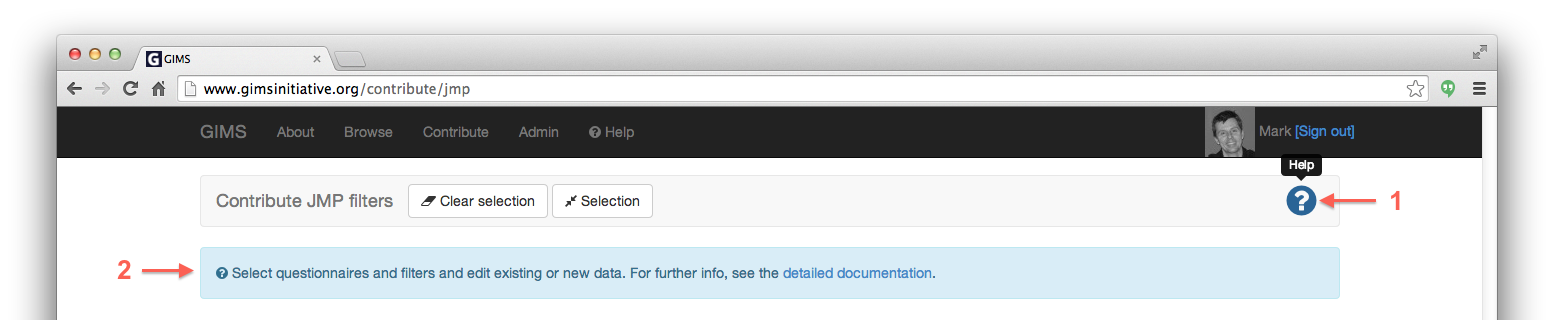 GIMS
www.gimsinitiative.org/contribute/jmp
GIMS About Browse Contribute Admin Help Mark [Sign out]
Help
Contribute JMP filters Clear selection Selection ? 1
2 Select questionnaires and filters and edit existing or new data. For further info, see the detailed documentation.